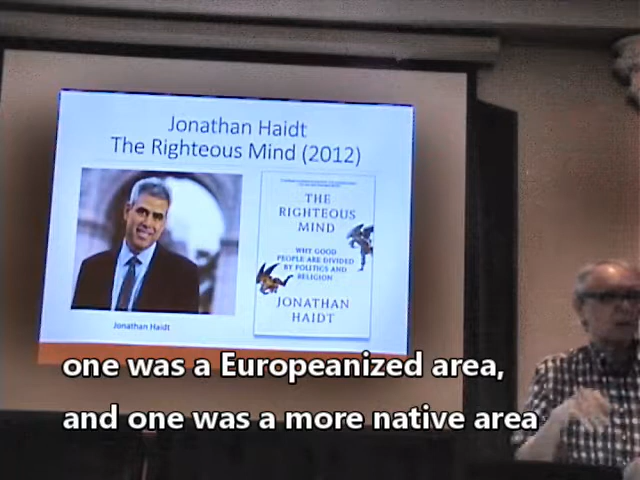 Jonathan Haidt
The Righteous Mind (2012)
THE
RIGHTEOUS
MIND
WHY GOOD
PEOPLE ARE DIVIDED
BY POLITICS AND
RELIGION
JONATHAN
HAIDT
Jonathan Haidt
one was a Europeanized area,
and one was a more native area